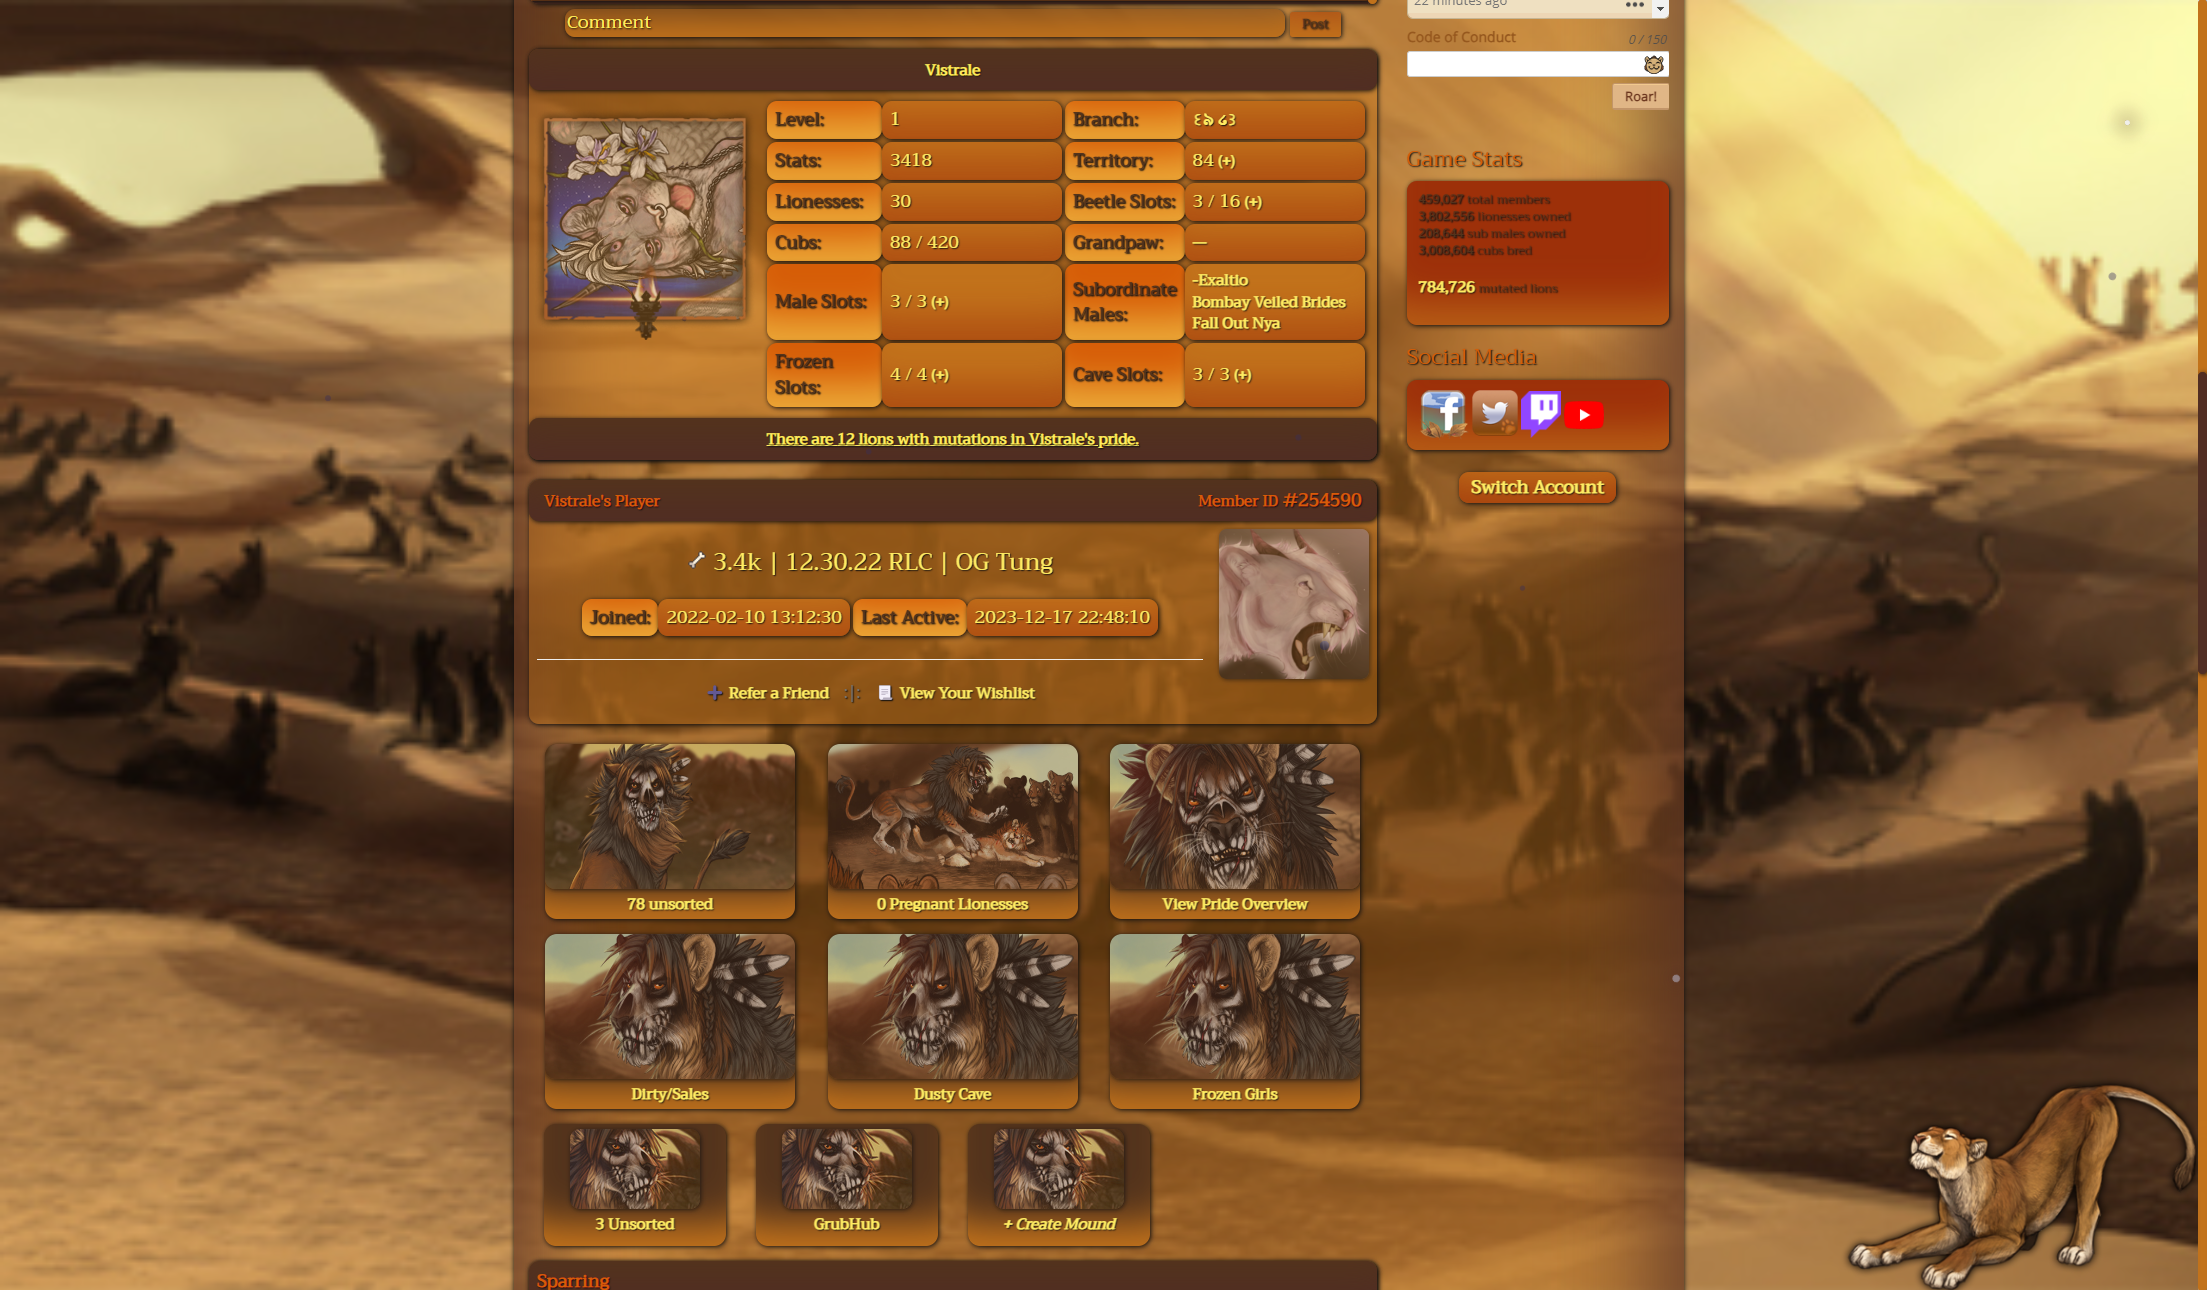 Comment
Post
22 minutes ago
Code of Conduct
0 / 150
Roar!
Vistrale
Level:
1
Branch:
Stats:
3418
Territory:
84 (+)
Lionesses:
30
Beetle Slots:
3 / 16 (+)
Cubs:
88 / 420
Grandpaw:
—
Male Slots:
3 / 3 (+)
Subordinate
Males:
-Exaltio
Bombay Veiled Brides
Fall Out Nya
Frozen
Slots:
4 / 4 (+)
Cave Slots:
3 / 3 (+)
There are 12 lions with mutations in Vistrale's pride.
Game Stats
459,027 total members
3,802,556 lionesses owned
208,644 sub males owned
3,008,604 cubs bred
784,726 mutated lions
Social Media
Switch Account
Vistrale's Player
Member ID #254590
3.4k | 12.30.22 RLC | OG Tung
Joined:
2022-02-10 13:12:30
Last Active:
2023-12-17 22:48:10
Refer a Friend :|: View Your Wishlist
78 unsorted
0 Pregnant Lionesses
View Pride Overview
Dirty/Sales
Dusty Cave
Frozen Girls
3 Unsorted
GrubHub
+ Create Mound
Sparring